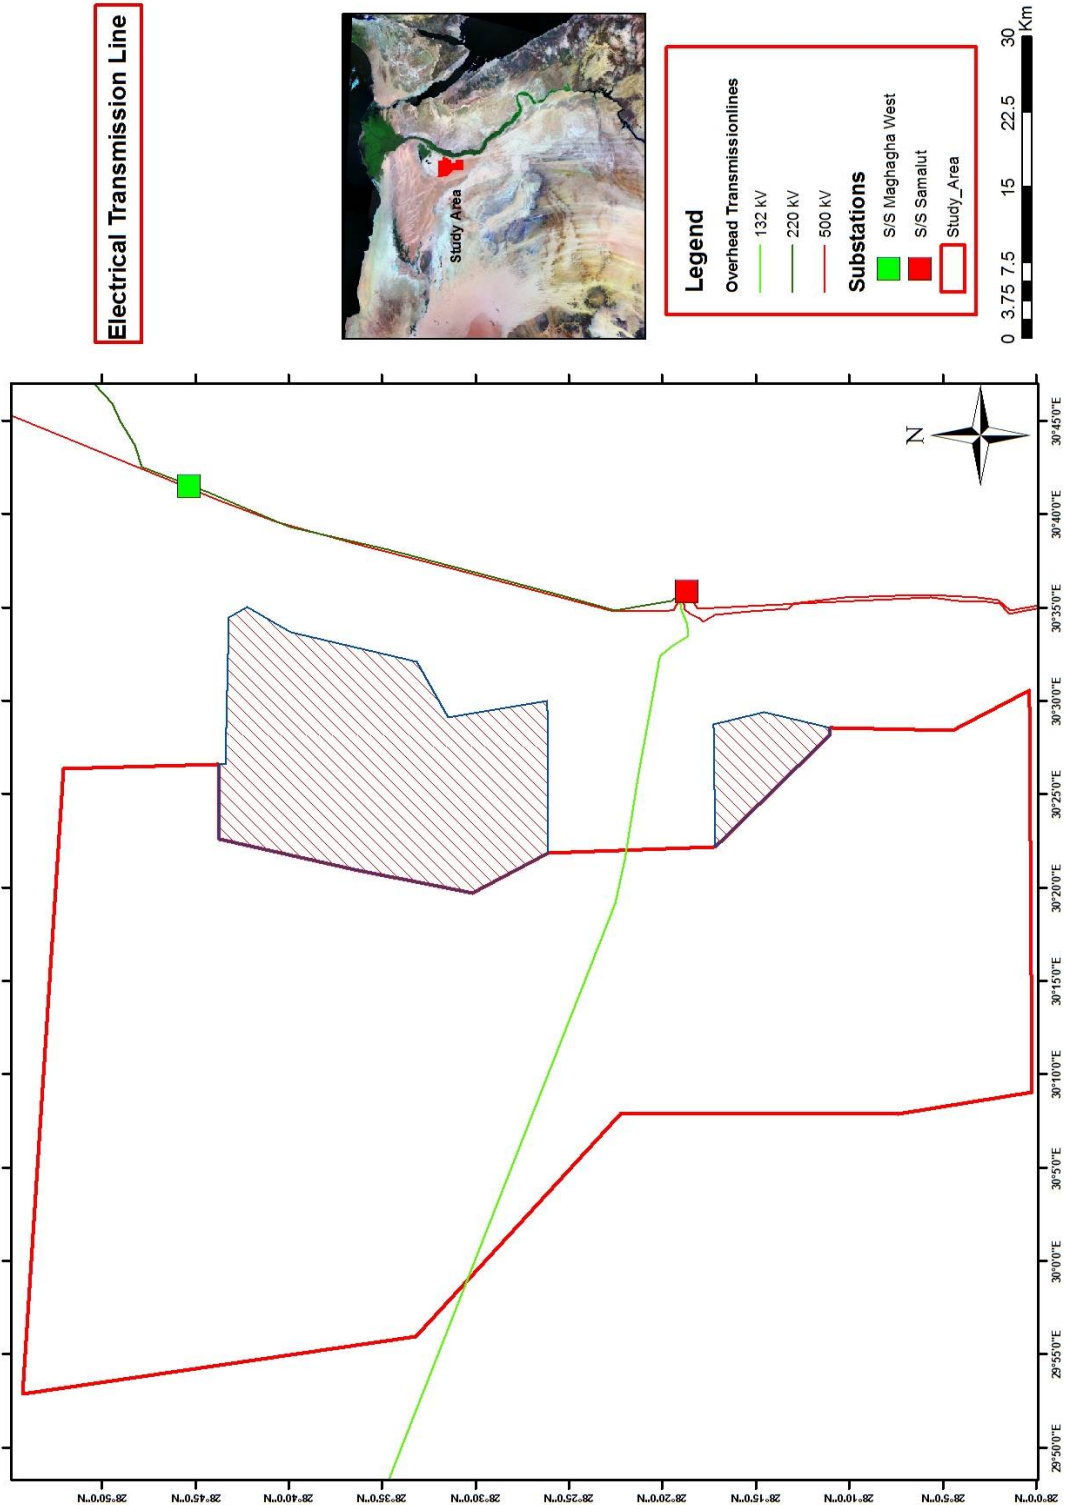 Electrical Transmission Line
Study Area
Legend
Overhead Transmissionlines
132 kV
220 kV
500 kV
Substations
S/S Maghagha West
S/S Samalut
Study_Area
0 3.75 7.5 15 22.5 30
Km
N
28°50'0"N
28°45'0"N
28°40'0"N
28°35'0"N
28°30'0"N
28°25'0"N
28°20'0"N
28°15'0"N
28°10'0"N
28°5'0"N
28°0'0"N
29°50'0"E 29°55'0"E 30°0'0"E 30°5'0"E 30°10'0"E 30°15'0"E 30°20'0"E 30°25'0"E 30°30'0"E 30°35'0"E 30°40'0"E 30°45'0"E